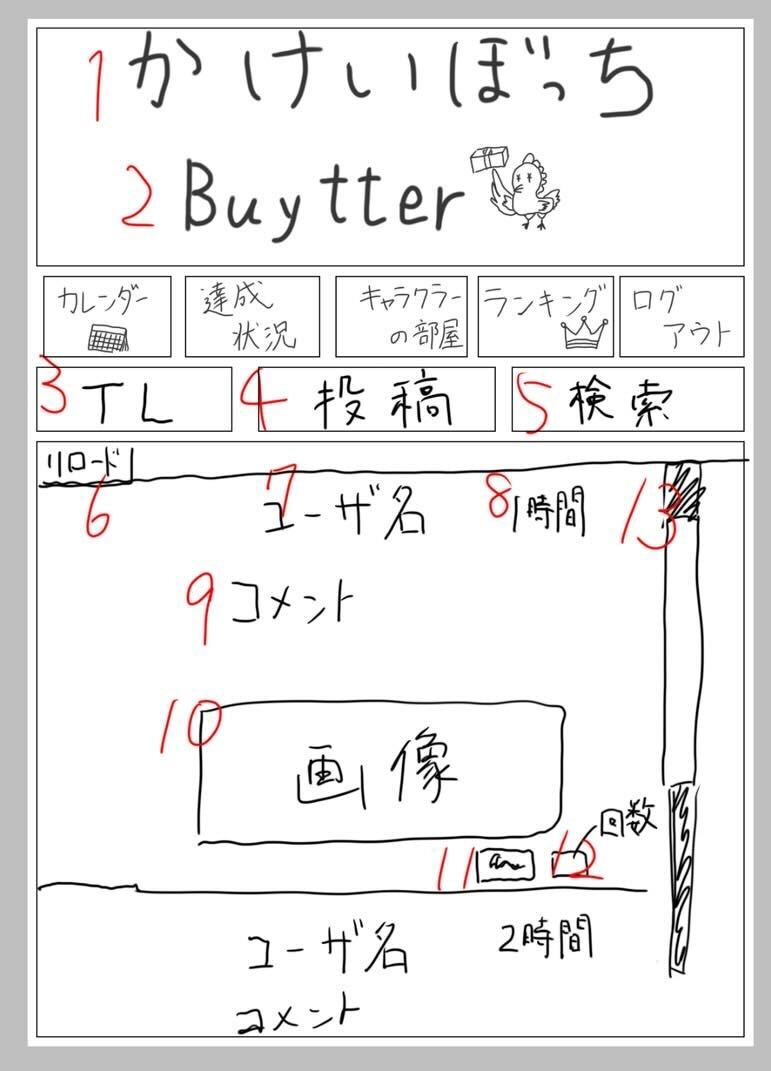 1 かけいぼっち
2 Buytter
カレンダー
達成
状況
キャラクター
の部屋
ランキング
ログ
アウト
3 TL
4 投稿
5 検索
リロード
6
7 ユーザ名
8 1時間
13
9 コメント
10
画像
回数
11
12
ユーザ名 2時間
コメント